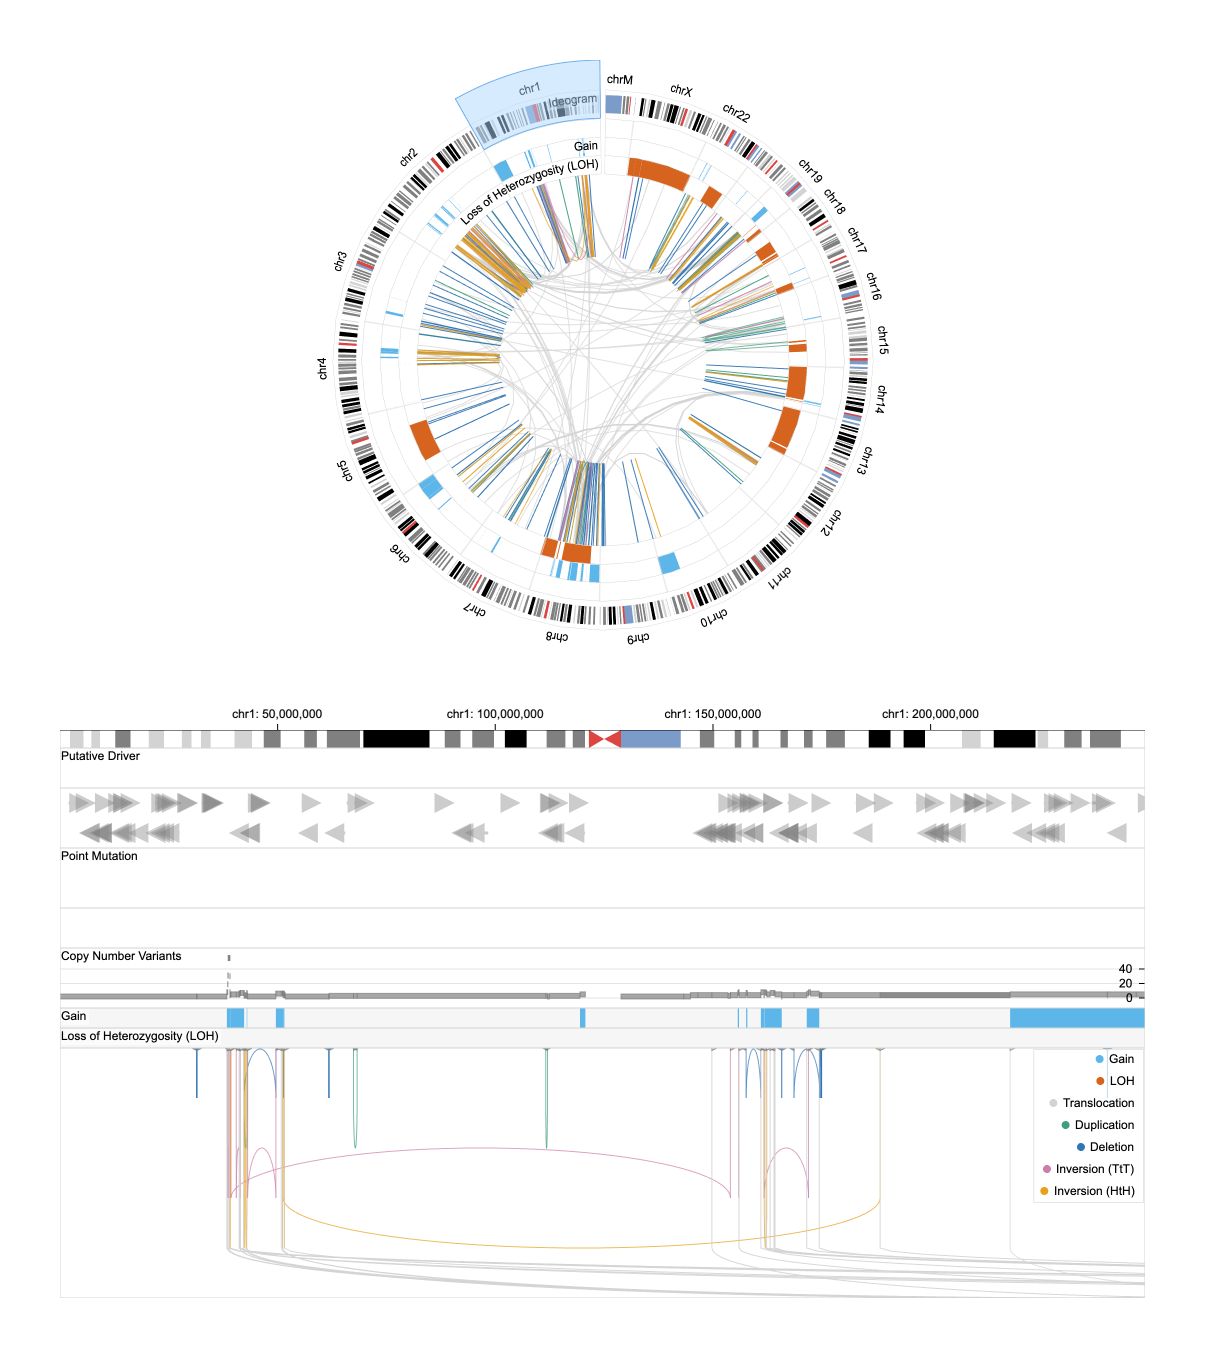 chrM
chrX
chr22
chr19
chr18
chr17
chr16
chr15
chr14
chr13
chr12
chr11
chr10
chr9
chr8
chr7
chr6
chr5
chr4
chr3
chr2
chr1
Ideogram
Gain
Loss of Heterozygosity (LOH)
chr1: 50,000,000
chr1: 100,000,000
chr1: 150,000,000
chr1: 200,000,000
Putative Driver
Point Mutation
Copy Number Variants
40
20
0
Gain
Loss of Heterozygosity (LOH)
Gain
LOH
Translocation
Duplication
Deletion
Inversion (TtT)
Inversion (HtH)